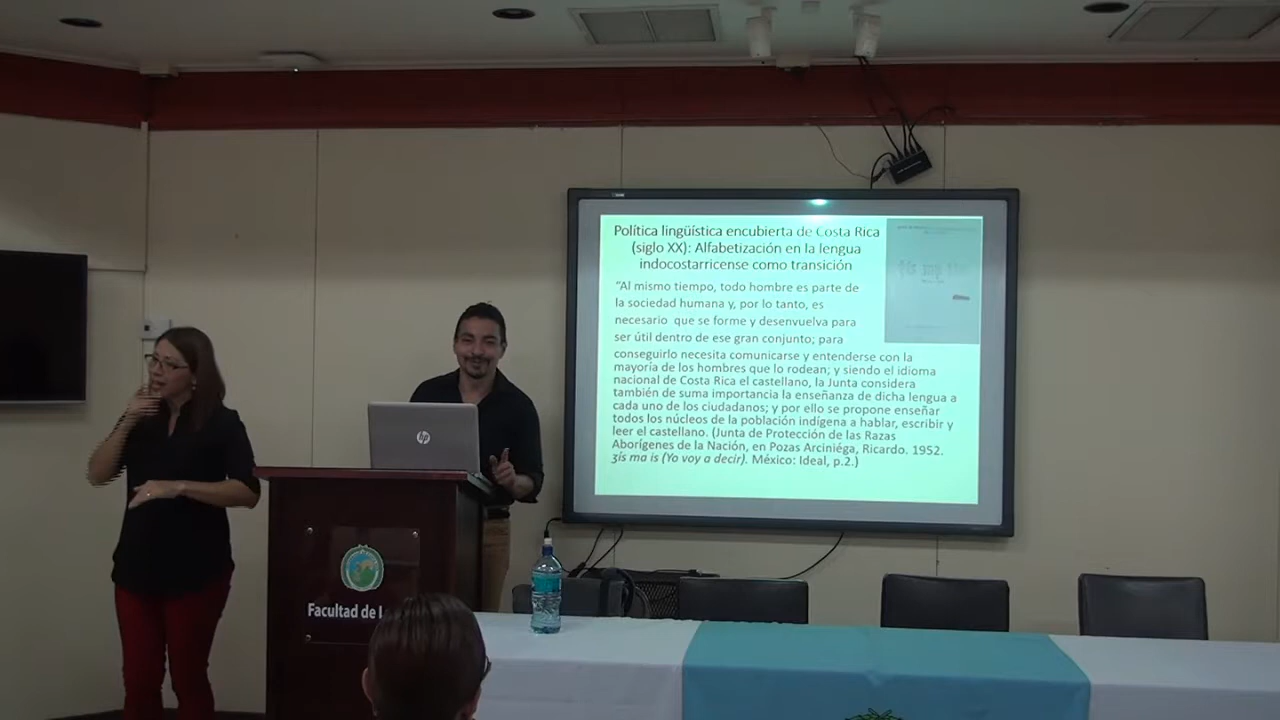 Política lingüística encubierta de Costa Rica
(siglo XX): Alfabetización en la lengua
indocostarricense como transición
“Al mismo tiempo, todo hombre es parte de
la sociedad humana y, por lo tanto, es
necesario que se forme y desenvuelva para
ser útil dentro de ese gran conjunto; para
conseguirlo necesita comunicarse y entenderse con la
mayoría de los hombres que lo rodean; y siendo el idioma
nacional de Costa Rica el castellano, la Junta considera
también de suma importancia la enseñanza de dicha lengua a
cada uno de los ciudadanos; y por ello se propone enseñar
todos los núcleos de la población indígena a hablar, escribir y
leer el castellano. (Junta de Protección de las Razas
Aborígenes de la Nación, en Pozas Arciniéga, Ricardo. 1952.
ʒís ma is (Yo voy a decir). México: Ideal, p.2.)
hp
Facultad de